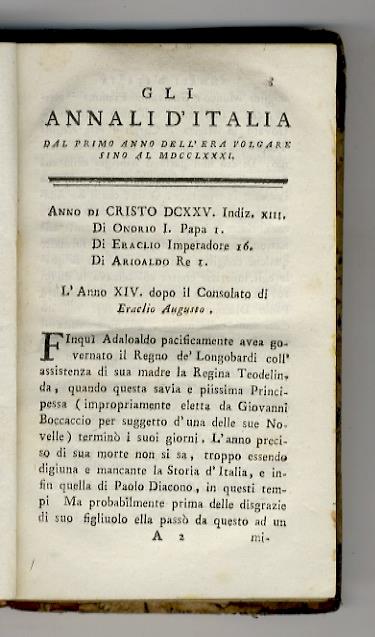 GLI
ANNALI D'ITALIA
DAL PRIMO ANNO DELL'ERA VOLGARE
SINO AL MDCCLXXXI.
ANNO DI CRISTO DCXXV. Indiz. XIII.
Di ONORIO I. Papa 1.
Di ERACLIO Imperadore 16.
Di ARIOALDO Re 1.
L'Anno XIV. dopo il Consolato di
Eraclio Augusto.
FInquì Adaloaldo pacificamente avea go-
vernato il Regno de' Longobardi coll'
assistenza di sua madre la Regina Teodelin-
da, quando questa savia e piissima Princi-
pessa (impropriamente eletta da Giovanni
Boccaccio per suggetto d'una delle sue No-
velle) terminò i suoi giorni. L'anno preci-
so di sua morte non si sa, troppo essendo
digiuna e mancante la Storia d'Italia, e in-
fin quella di Paolo Diacono, in questi tem-
pi Ma probabilmente prima delle disgrazie
di suo figliuolo ella passò da questo ad un
A 2 mi-